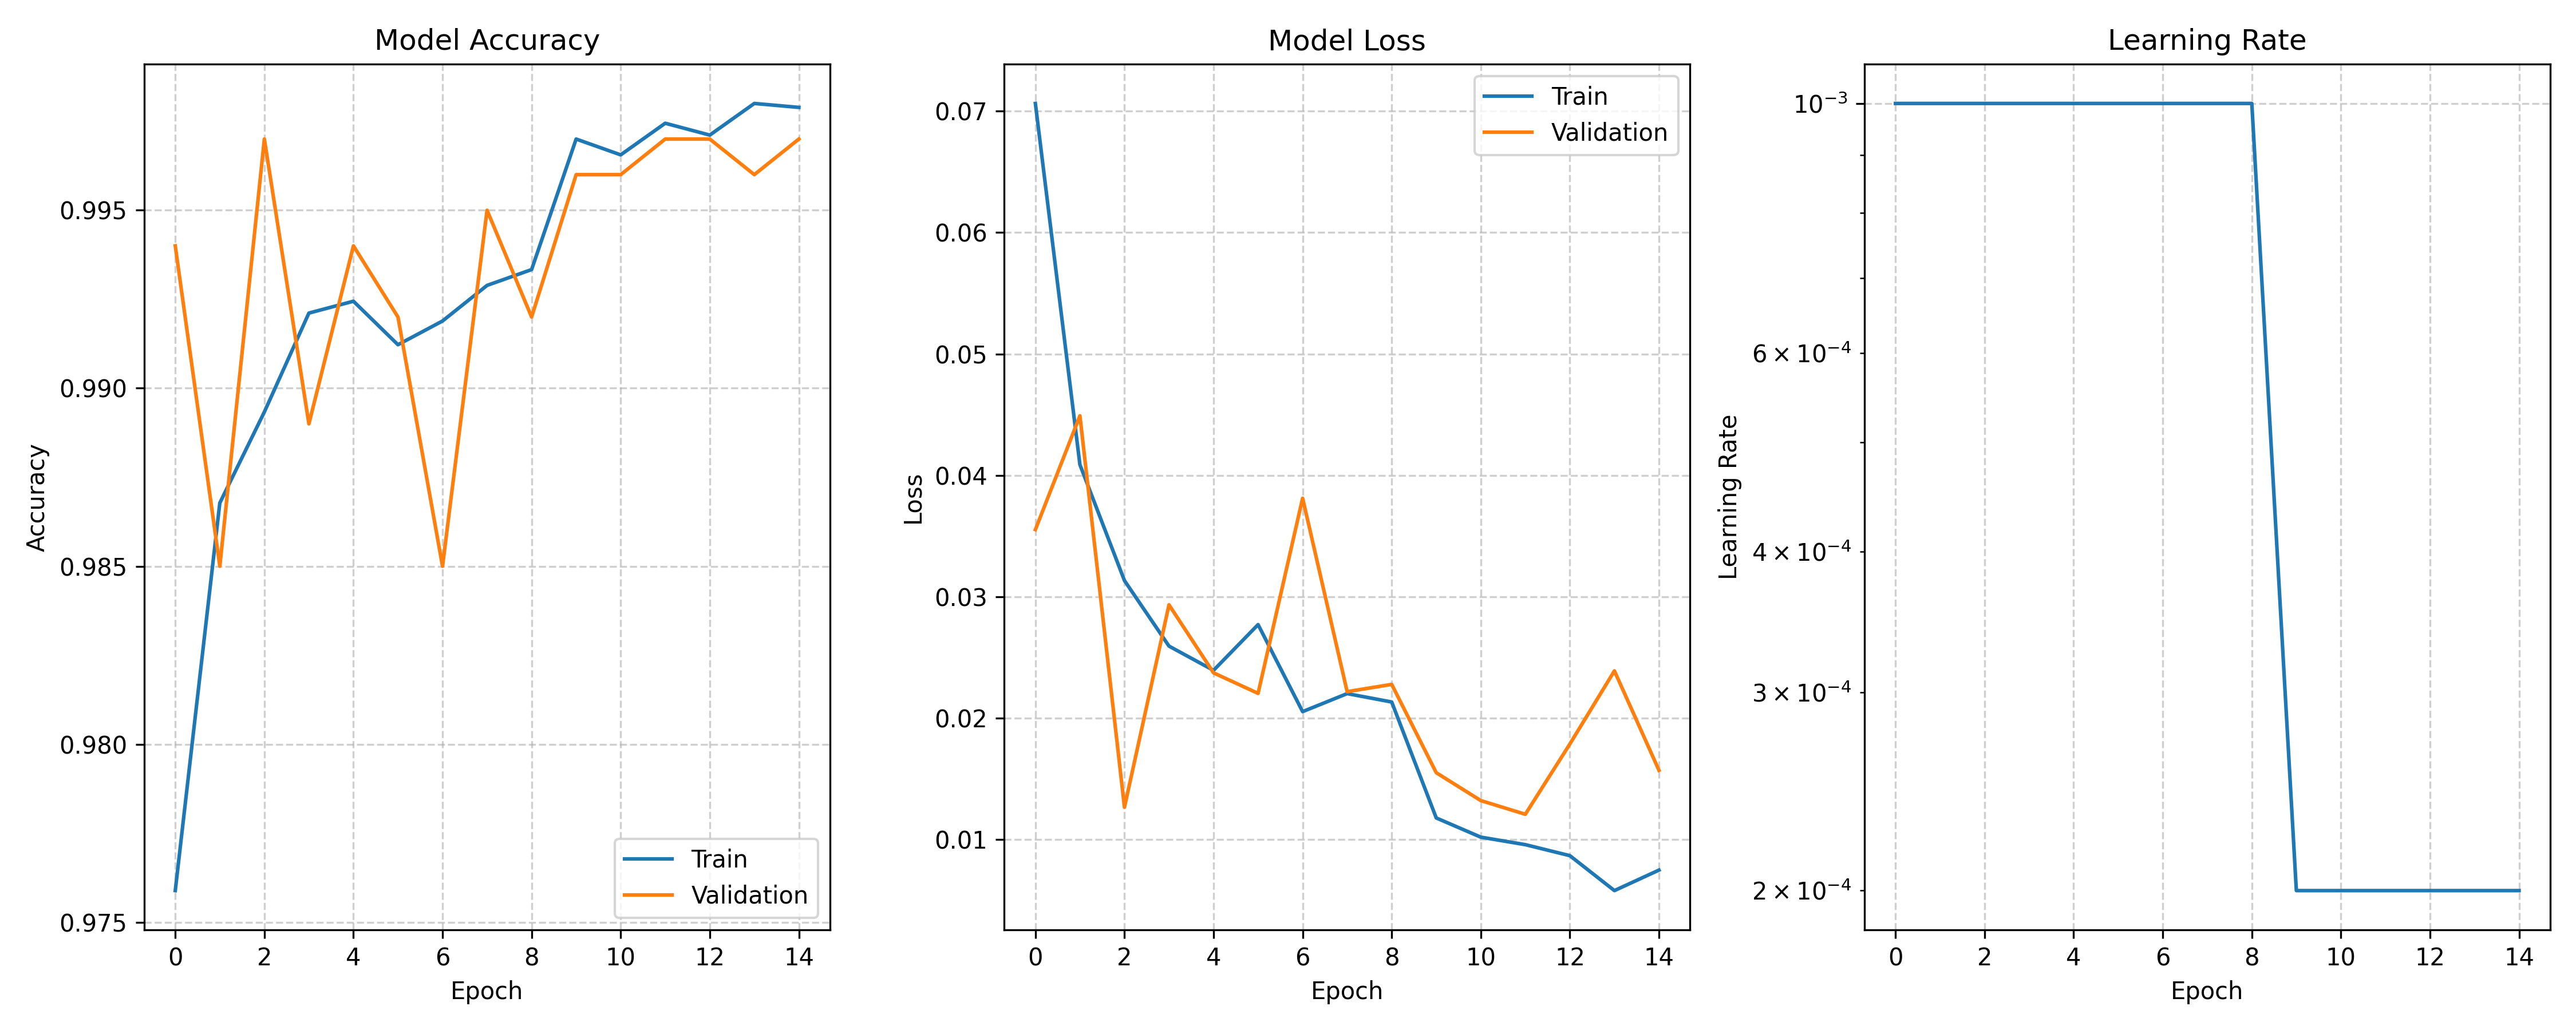 Model Accuracy
Accuracy
0.995
0.990
0.985
0.980
0.975
Train
Validation
0 2 4 6 8 10 12 14
Epoch
Model Loss
Loss
0.07
0.06
0.05
0.04
0.03
0.02
0.01
Train
Validation
0 2 4 6 8 10 12 14
Epoch
Learning Rate
Learning Rate
10⁻³
6 × 10⁻⁴
4 × 10⁻⁴
3 × 10⁻⁴
2 × 10⁻⁴
0 2 4 6 8 10 12 14
Epoch